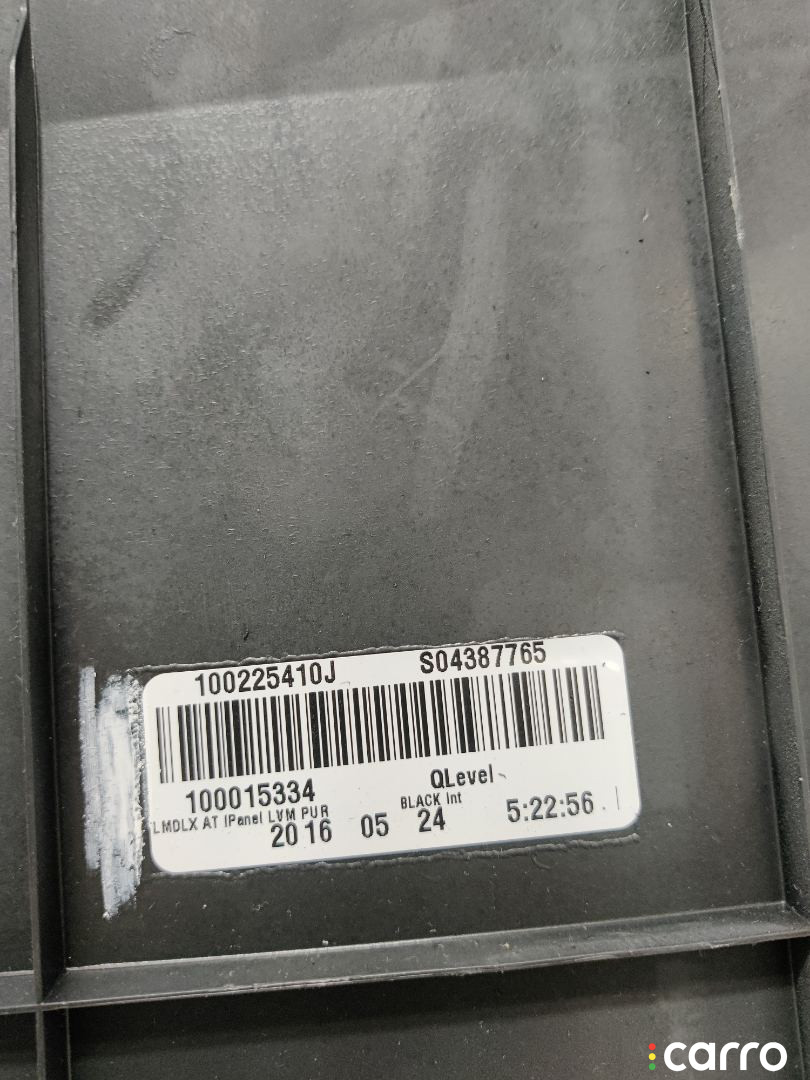 100225410J S04387765
100015334 QLevel
LMDLX AT IPanel LVM PUR BLACK Int
2016 05 24 5:22:56
carro